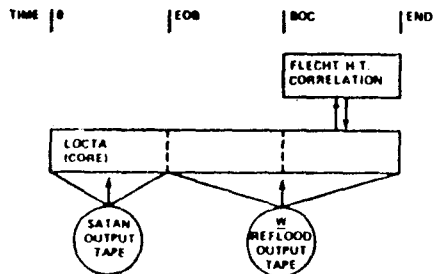 TIME 0 EOB BOC END
FLECHT H T.
CORRELATION
LOCTA
(CORE)
SATAN
OUTPUT
TAPE
W
REFLOOD
OUTPUT
TAPE